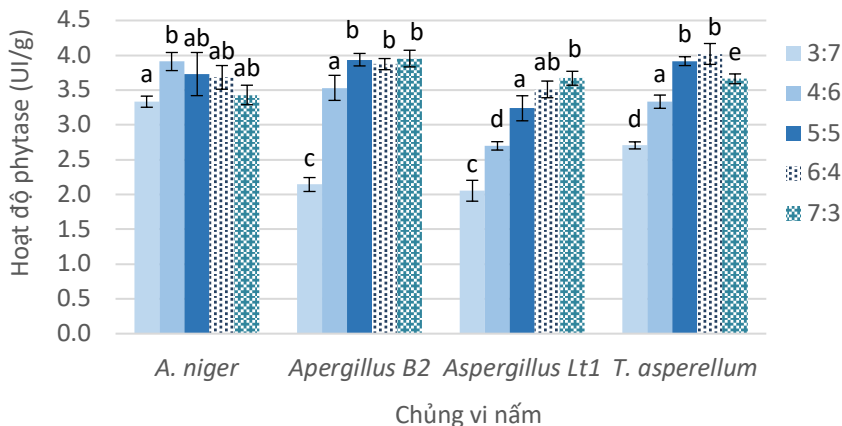 Hoạt độ phytase (UI/g)
4.5
4.0
3.5
3.0
2.5
2.0
1.5
1.0
0.5
0.0
a b ab ab ab
c a b b b
c d a ab b
d a b b e
3:7
4:6
5:5
6:4
7:3
A. niger Apergillus B2 Aspergillus Lt1 T. asperellum
Chủng vi nấm